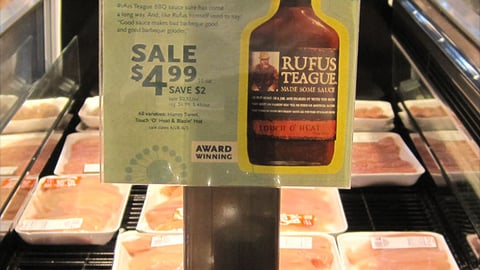 Rufus Teague BBQ sauce sure has come
a long way. And, like Rufus himself used to say:
"Good sauce makes bad barbeque good
and good barbeque gooder."
SALE
$4.99
SAVE $2
All varieties: Honey Sweet,
Touch O' Heat & Blazin' Hot
AWARD
WINNING
RUFUS
TEAGUE
MADE SOME SAUCE
TOUCH O' HEAT